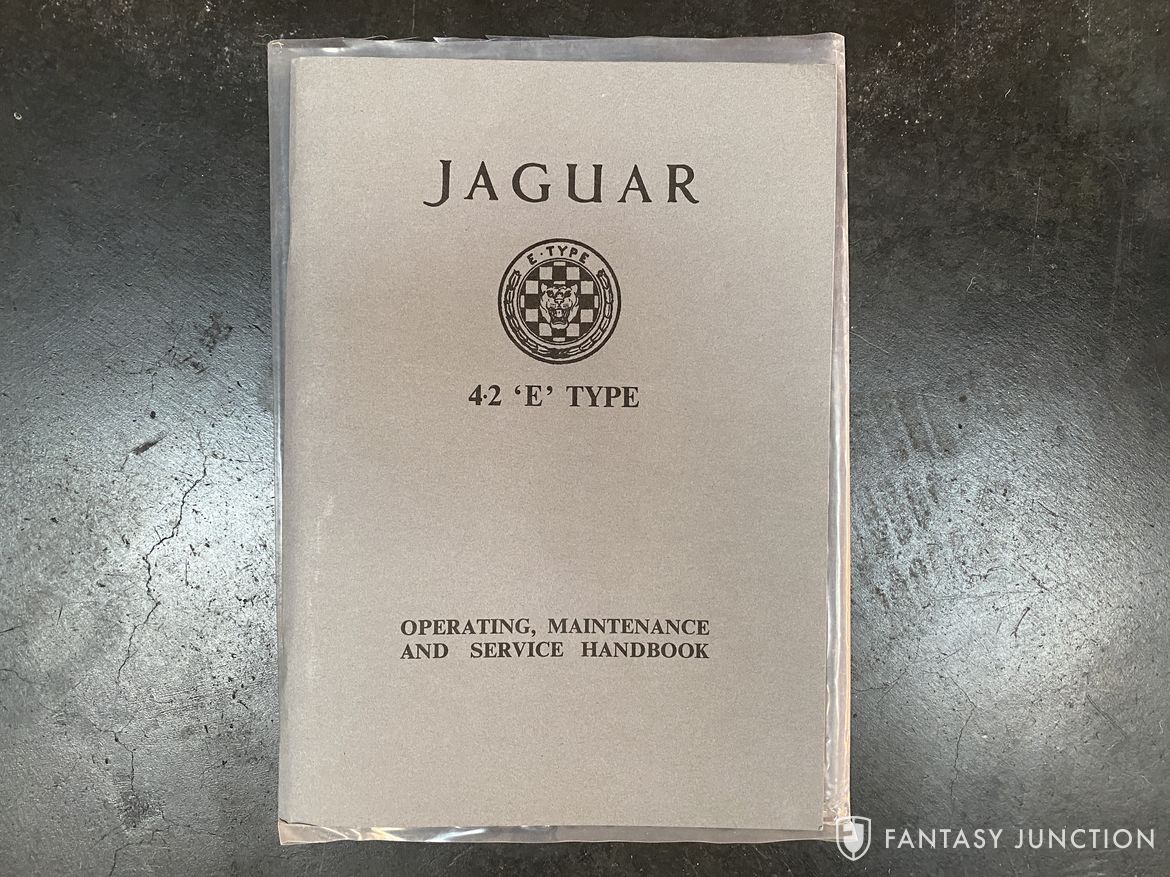 JAGUAR
E·TYPE
4·2 ‘E’ TYPE
OPERATING, MAINTENANCE
AND SERVICE HANDBOOK
FANTASY JUNCTION